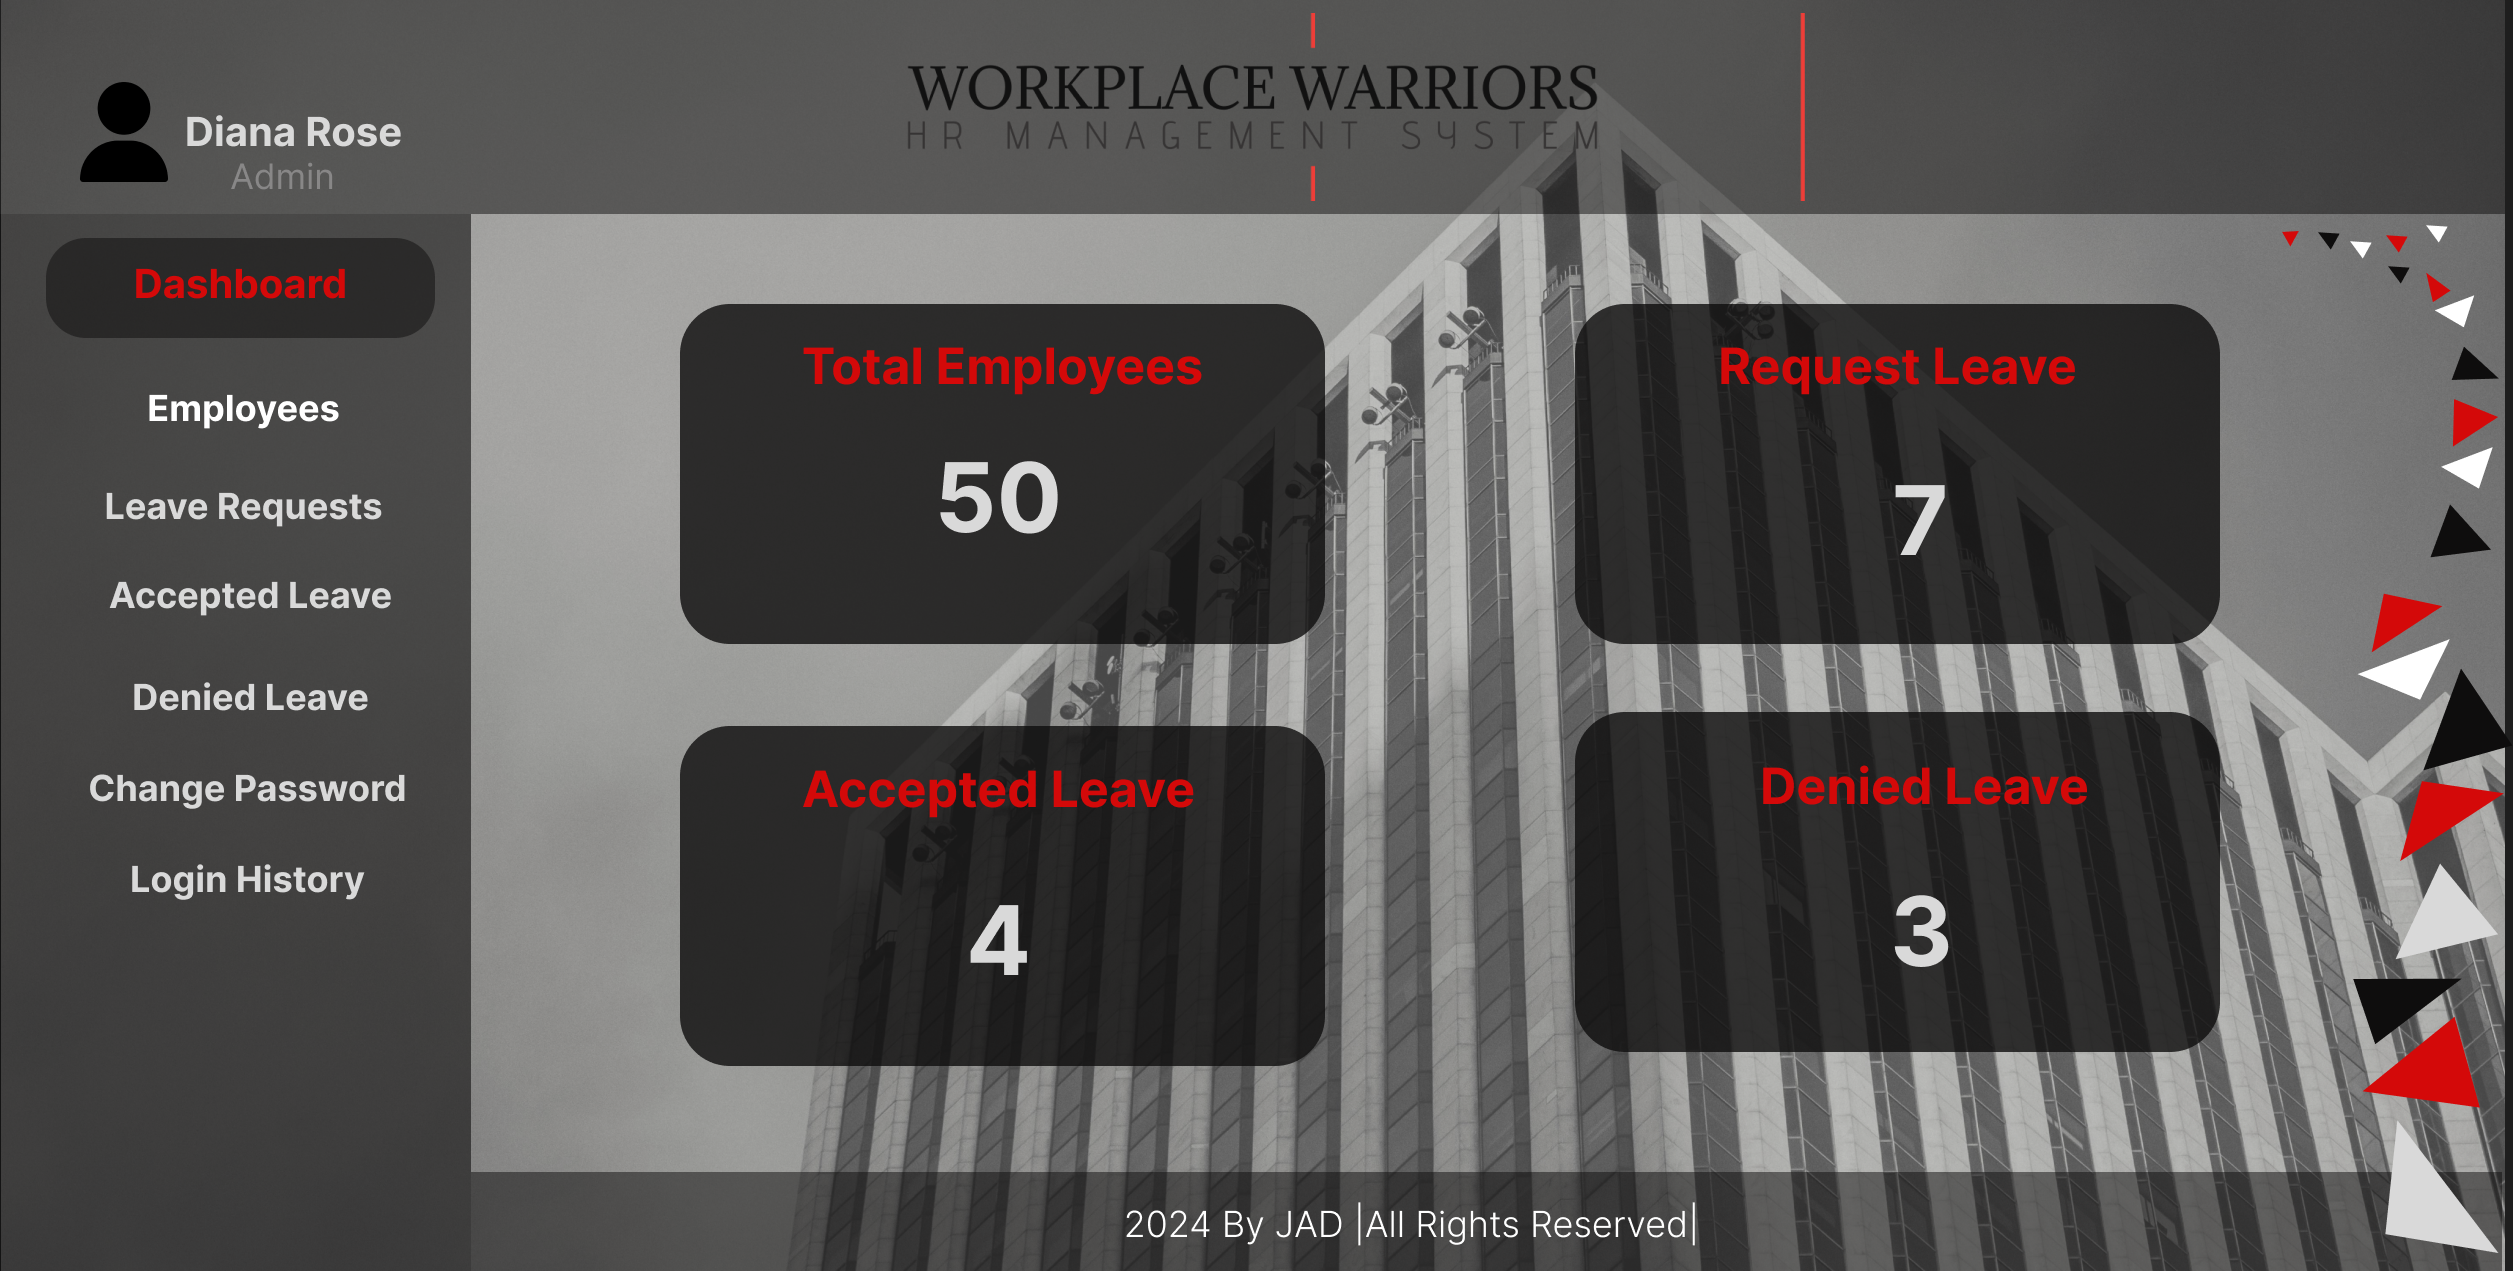 WORKPLACE WARRIORS
HR MANAGEMENT SYSTEM
Diana Rose
Admin
Dashboard
Employees
Leave Requests
Accepted Leave
Denied Leave
Change Password
Login History
Total Employees
50
Request Leave
7
Accepted Leave
4
Denied Leave
3
2024 By JAD |All Rights Reserved|